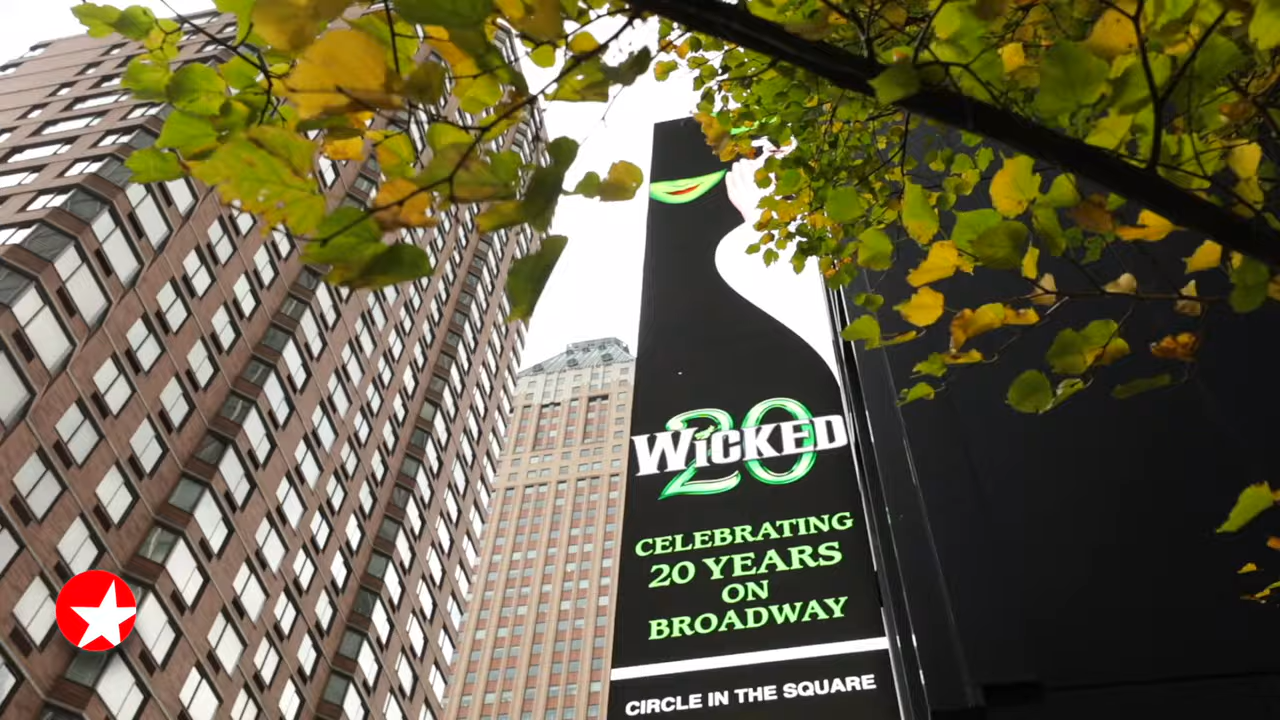 20
WiCKED
CELEBRATING
20 YEARS
ON
BROADWAY
CIRCLE IN THE SQUARE